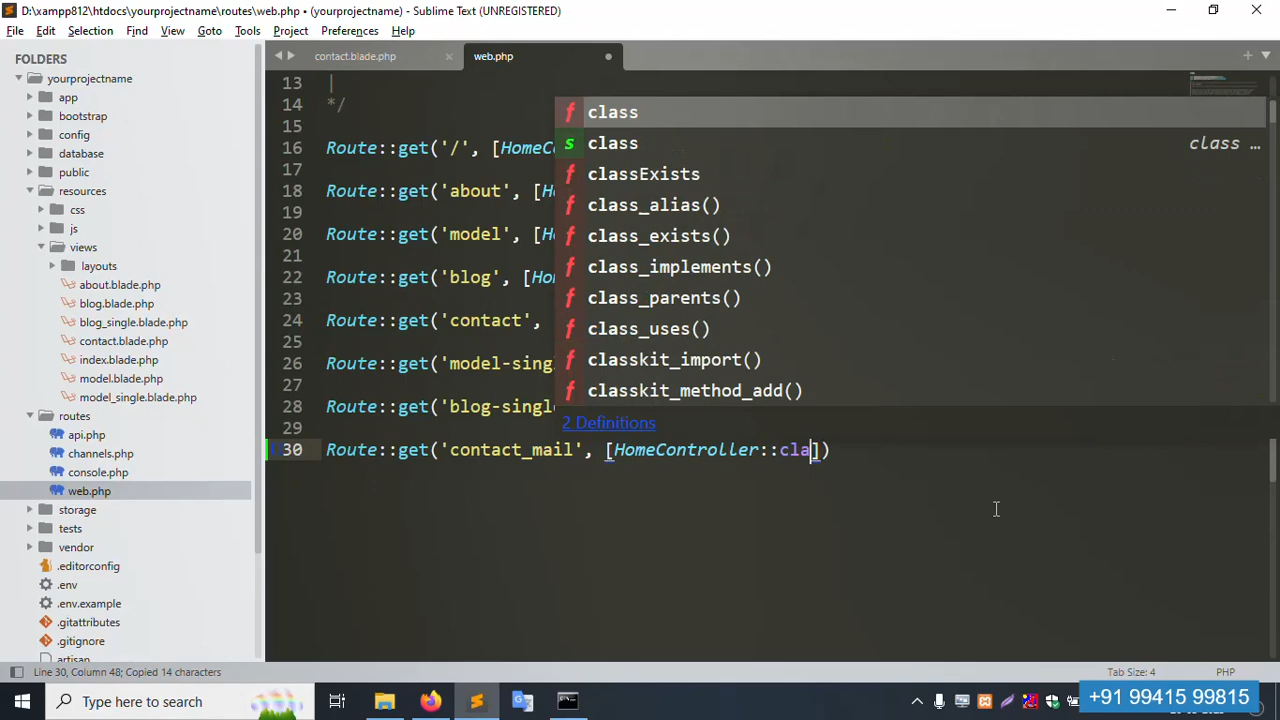 D:\xampp812\htdocs\yourprojectname\routes\web.php • (yourprojectname) - Sublime Text (UNREGISTERED)
File Edit Selection Find View Goto Tools Project Preferences Help
FOLDERS
yourprojectname
app
bootstrap
config
database
public
resources
css
js
views
layouts
about.blade.php
blog.blade.php
blog_single.blade.php
contact.blade.php
index.blade.php
model.blade.php
model_single.blade.php
routes
api.php
channels.php
console.php
web.php
storage
tests
vendor
.editorconfig
.env
.env.example
.gitattributes
.gitignore
artisan
contact.blade.php
web.php
13 |
14 */
15
16 Route::get('/', [HomeCo
17
18 Route::get('about', [H
19
20 Route::get('model', [H
21
22 Route::get('blog', [Ho
23
24 Route::get('contact',
25
26 Route::get('model-sing
27
28 Route::get('blog-singl
29
30 Route::get('contact_mail', [HomeController::cla])
f class
s class class ...
f classExists
f class_alias()
f class_exists()
f class_implements()
f class_parents()
f class_uses()
f classkit_import()
f classkit_method_add()
2 Definitions
Line 30, Column 48; Copied 14 characters
Tab Size: 4
PHP
Type here to search
+91 99415 99815